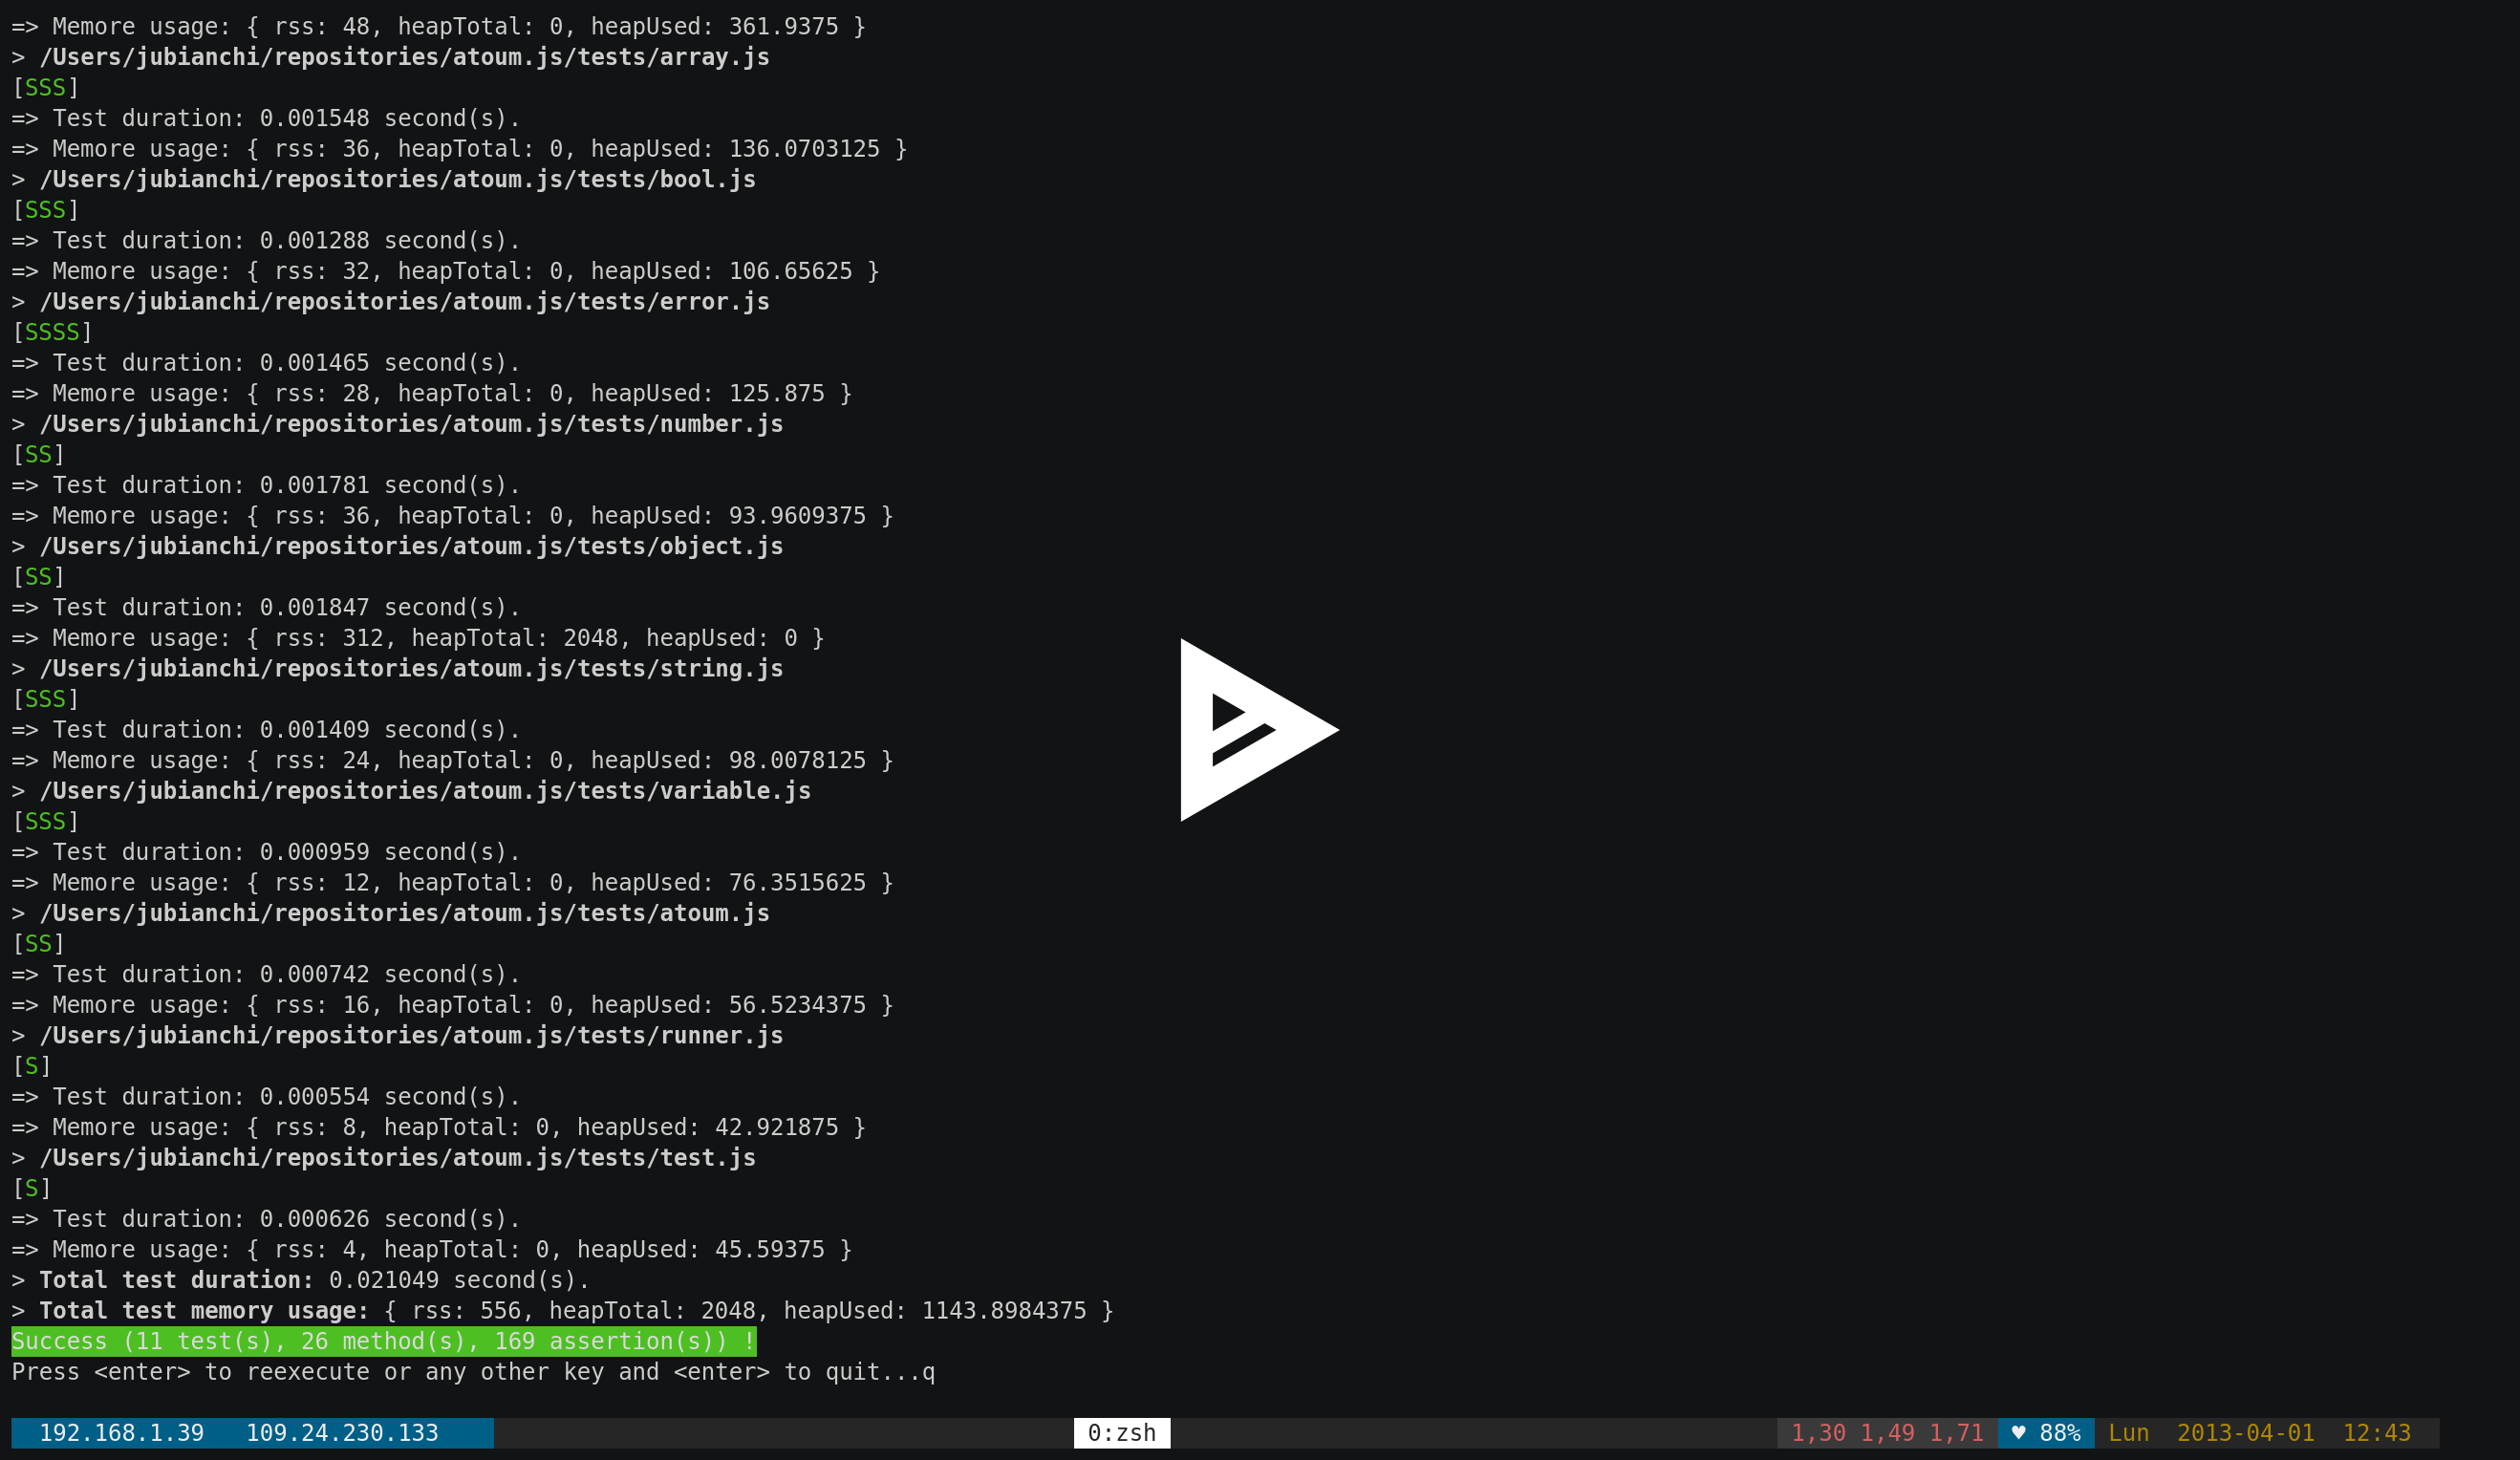 => Memore usage: { rss: 48, heapTotal: 0, heapUsed: 361.9375 }
> /Users/jubianchi/repositories/atoum.js/tests/array.js
[SSS]
=> Test duration: 0.001548 second(s).
=> Memore usage: { rss: 36, heapTotal: 0, heapUsed: 136.0703125 }
> /Users/jubianchi/repositories/atoum.js/tests/bool.js
[SSS]
=> Test duration: 0.001288 second(s).
=> Memore usage: { rss: 32, heapTotal: 0, heapUsed: 106.65625 }
> /Users/jubianchi/repositories/atoum.js/tests/error.js
[SSSS]
=> Test duration: 0.001465 second(s).
=> Memore usage: { rss: 28, heapTotal: 0, heapUsed: 125.875 }
> /Users/jubianchi/repositories/atoum.js/tests/number.js
[SS]
=> Test duration: 0.001781 second(s).
=> Memore usage: { rss: 36, heapTotal: 0, heapUsed: 93.9609375 }
> /Users/jubianchi/repositories/atoum.js/tests/object.js
[SS]
=> Test duration: 0.001847 second(s).
=> Memore usage: { rss: 312, heapTotal: 2048, heapUsed: 0 }
> /Users/jubianchi/repositories/atoum.js/tests/string.js
[SSS]
=> Test duration: 0.001409 second(s).
=> Memore usage: { rss: 24, heapTotal: 0, heapUsed: 98.0078125 }
> /Users/jubianchi/repositories/atoum.js/tests/variable.js
[SSS]
=> Test duration: 0.000959 second(s).
=> Memore usage: { rss: 12, heapTotal: 0, heapUsed: 76.3515625 }
> /Users/jubianchi/repositories/atoum.js/tests/atoum.js
[SS]
=> Test duration: 0.000742 second(s).
=> Memore usage: { rss: 16, heapTotal: 0, heapUsed: 56.5234375 }
> /Users/jubianchi/repositories/atoum.js/tests/runner.js
[S]
=> Test duration: 0.000554 second(s).
=> Memore usage: { rss: 8, heapTotal: 0, heapUsed: 42.921875 }
> /Users/jubianchi/repositories/atoum.js/tests/test.js
[S]
=> Test duration: 0.000626 second(s).
=> Memore usage: { rss: 4, heapTotal: 0, heapUsed: 45.59375 }
> Total test duration: 0.021049 second(s).
> Total test memory usage: { rss: 556, heapTotal: 2048, heapUsed: 1143.8984375 }
Success (11 test(s), 26 method(s), 169 assertion(s)) !
Press <enter> to reexecute or any other key and <enter> to quit...q
192.168.1.39 109.24.230.133 0:zsh 1,30 1,49 1,71 ♥ 88% Lun 2013-04-01 12:43